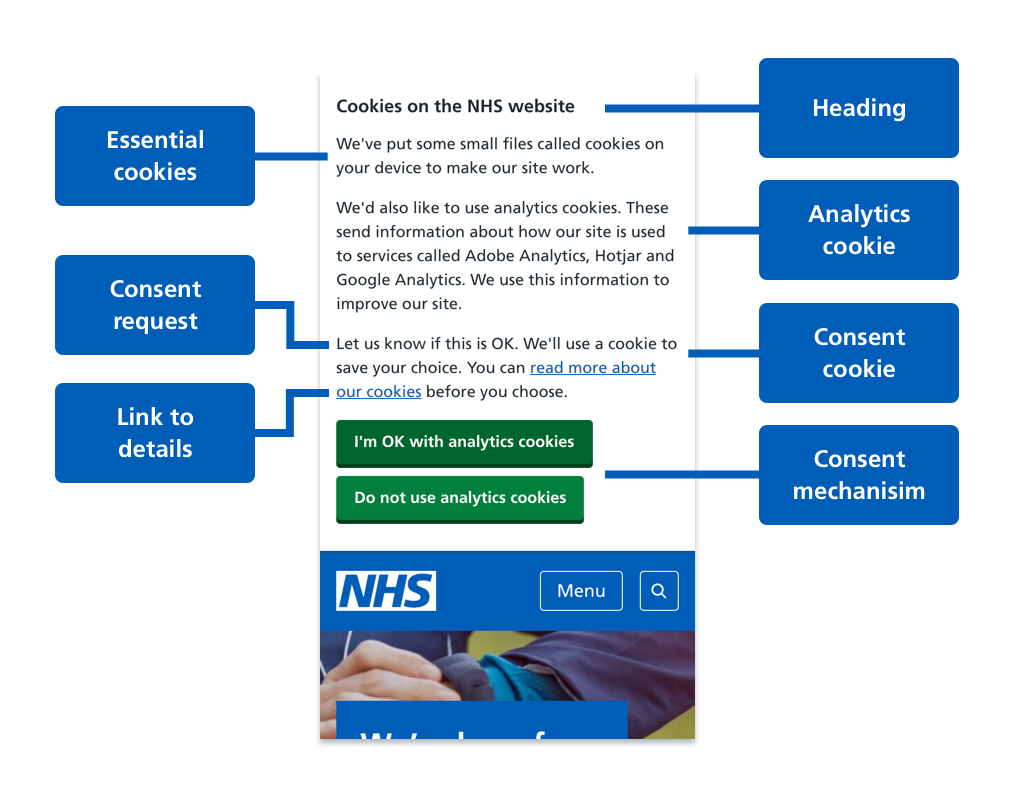 Essential
cookies
Consent
request
Link to
details
Cookies on the NHS website
We've put some small files called cookies on
your device to make our site work.
We'd also like to use analytics cookies. These
send information about how our site is used
to services called Adobe Analytics, Hotjar and
Google Analytics. We use this information to
improve our site.
Let us know if this is OK. We'll use a cookie to
save your choice. You can read more about
our cookies before you choose.
I'm OK with analytics cookies
Do not use analytics cookies
NHS
Menu
Heading
Analytics
cookie
Consent
cookie
Consent
mechanisim